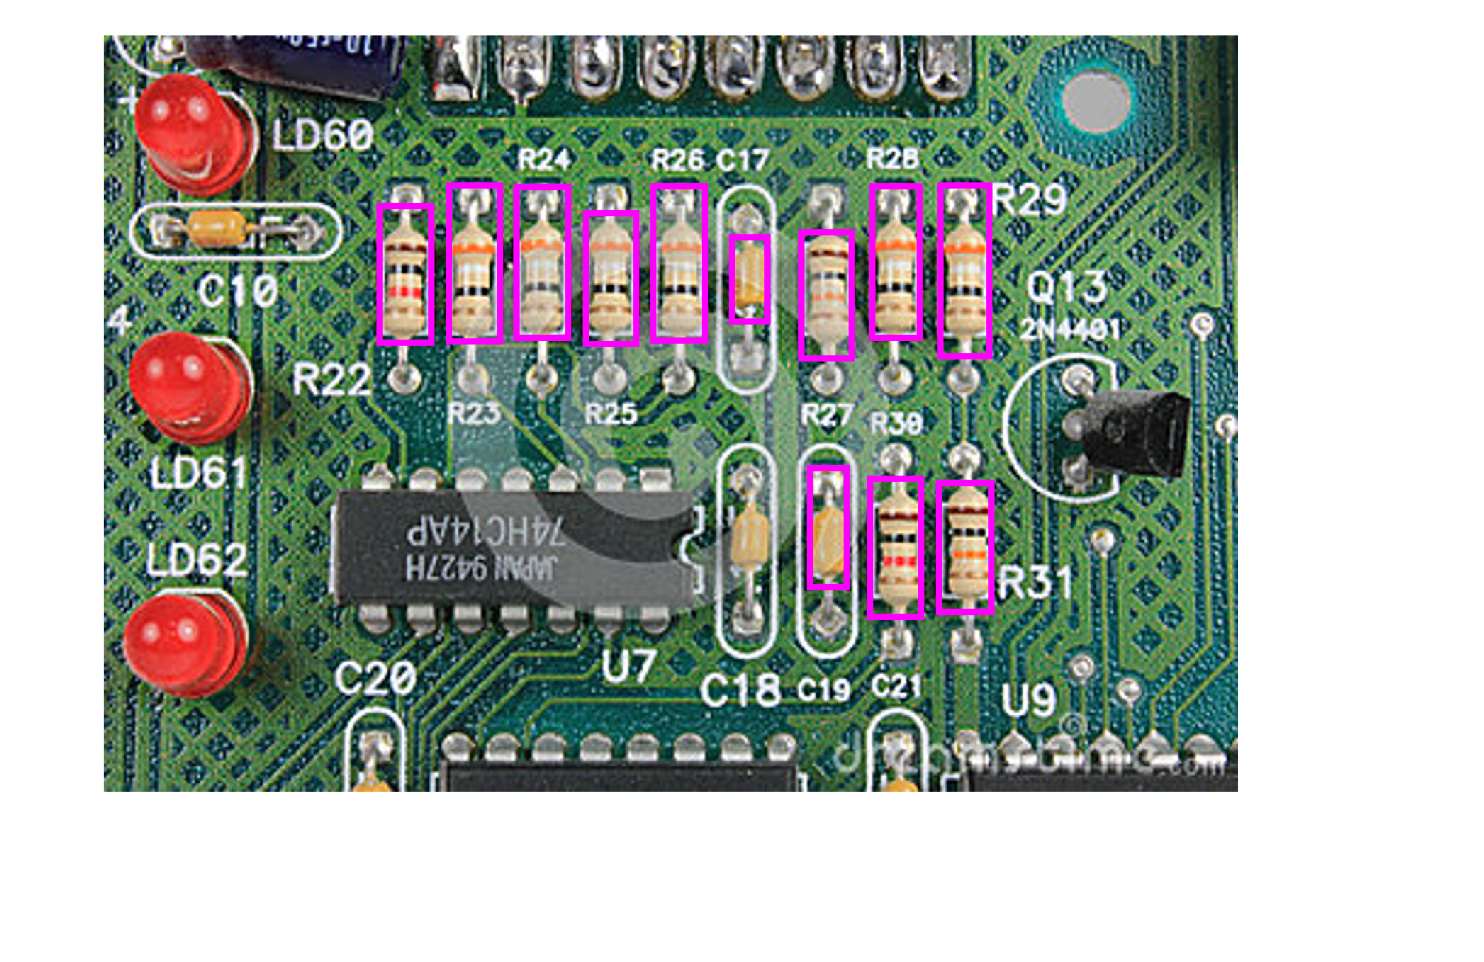 +
LD60
R24
R26
C17
R28
R29
C10
4
Q13
2N4401
R22
R23
R25
R27
R30
LD61
74HC14AP
JAPAN 9427H
LD62
R31
U7
C20
C18
C19
C21
U9
dreamstime.com